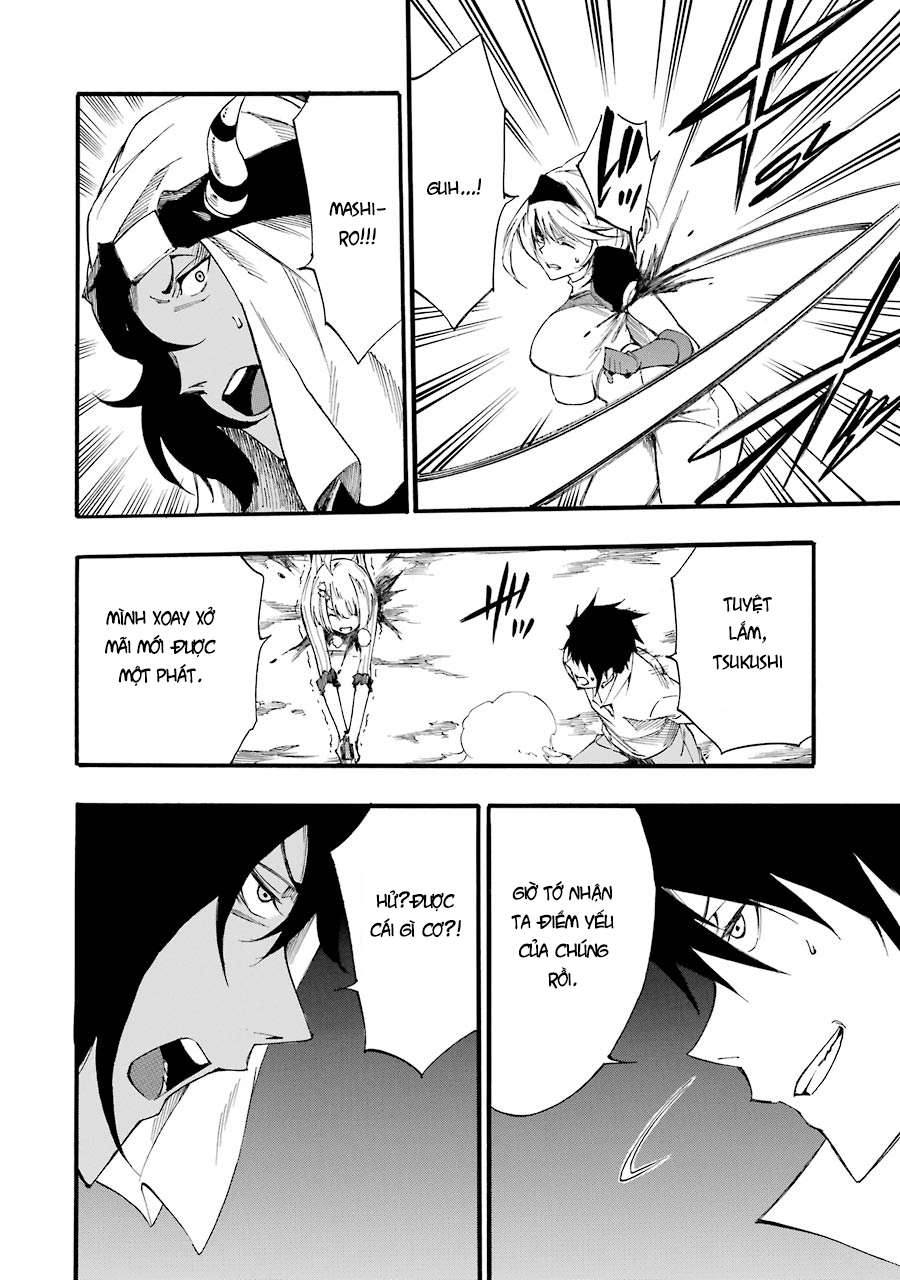 GUH...!
MASHI-
RO!!!
TUYỆT
LẮM,
TSUKUSHI
MÌNH XOAY XỞ
MÃI MỚI ĐƯỢC
MỘT PHÁT.
GIỜ TỚ NHẬN
TA ĐIỂM YẾU
CỦA CHÚNG
RỒI.
HỬ?ĐƯỢC
CÁI GÌ CƠ?!